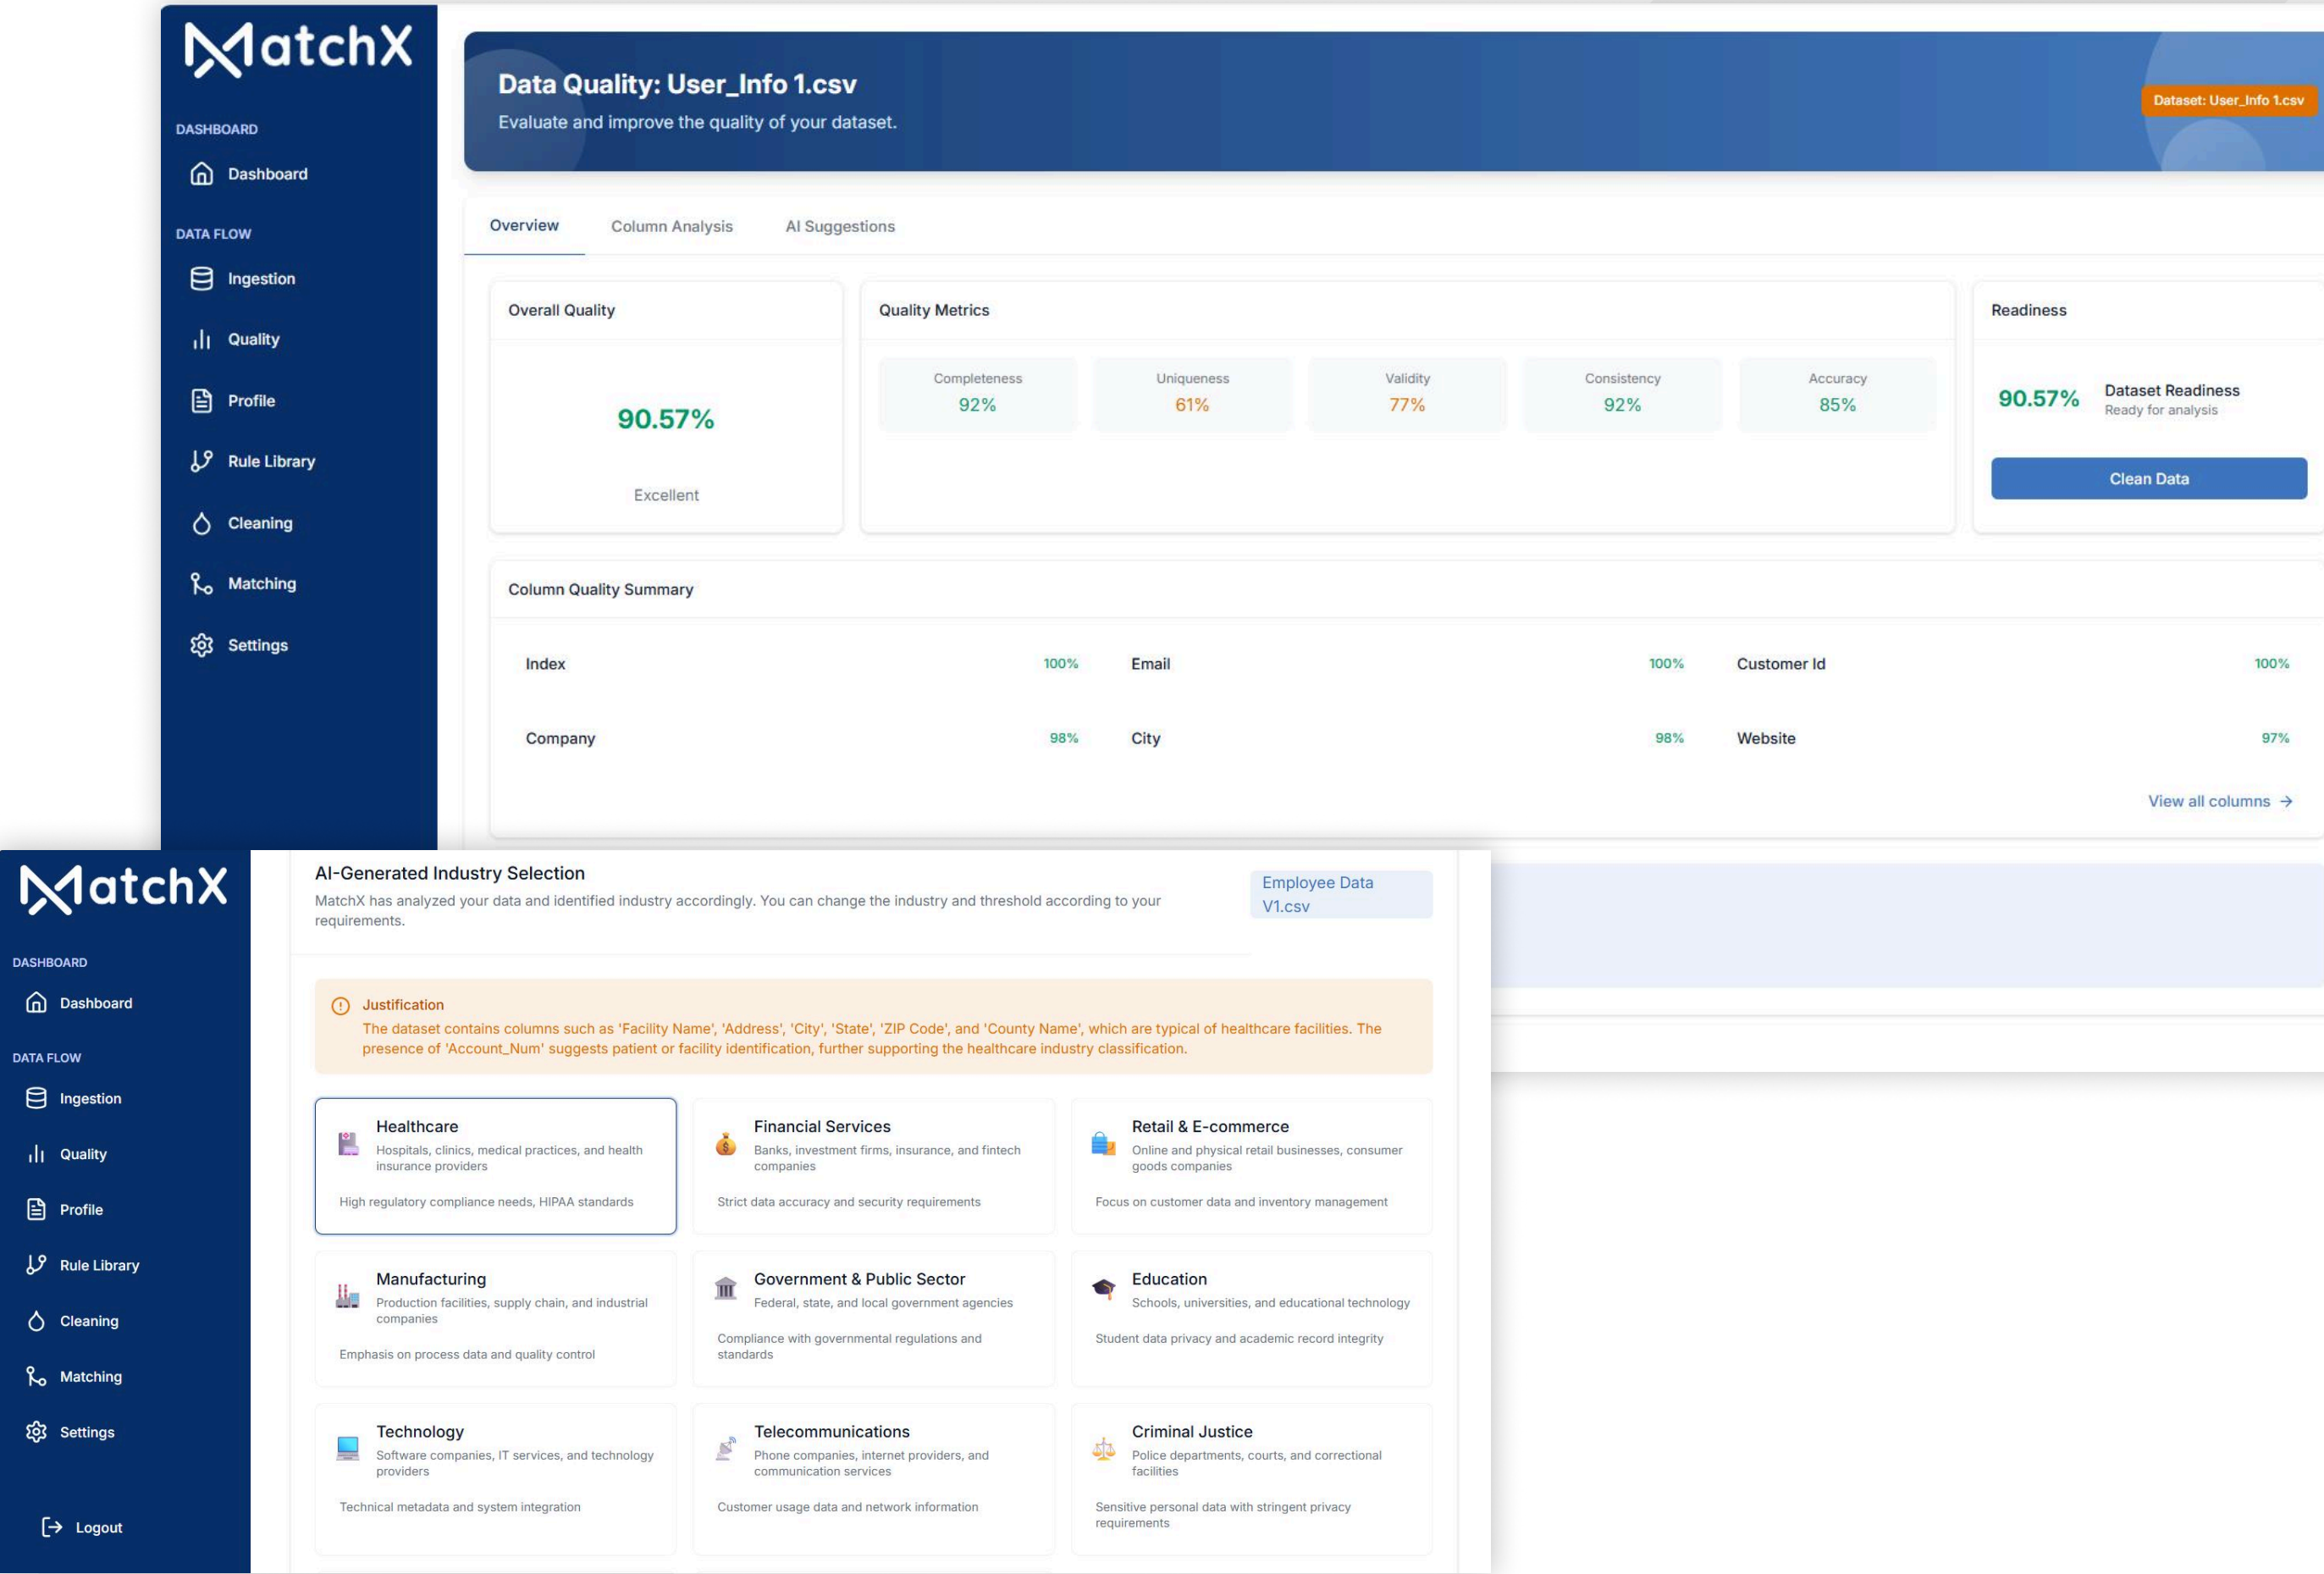 MatchX
DASHBOARD
Dashboard
DATA FLOW
Ingestion
Quality
Profile
Rule Library
Cleaning
Matching
Settings
Data Quality: User_Info 1.csv
Evaluate and improve the quality of your dataset.
Dataset: User_Info 1.csv
Overview Column Analysis AI Suggestions
Overall Quality
90.57%
Excellent
Quality Metrics
Completeness Uniqueness Validity Consistency Accuracy
92% 61% 77% 92% 85%
Readiness
90.57% Dataset Readiness
Ready for analysis
Clean Data
Column Quality Summary
Index 100% Email 100% Customer Id 100%
Company 98% City 98% Website 97%
View all columns →
MatchX
DASHBOARD
Dashboard
DATA FLOW
Ingestion
Quality
Profile
Rule Library
Cleaning
Matching
Settings
Logout
AI-Generated Industry Selection
MatchX has analyzed your data and identified industry accordingly. You can change the industry and threshold according to your
requirements.
Employee Data
V1.csv
Justification
The dataset contains columns such as 'Facility Name', 'Address', 'City', 'State', 'ZIP Code', and 'County Name', which are typical of healthcare facilities. The
presence of 'Account_Num' suggests patient or facility identification, further supporting the healthcare industry classification.
Healthcare
Hospitals, clinics, medical practices, and health
insurance providers
High regulatory compliance needs, HIPAA standards
Financial Services
Banks, investment firms, insurance, and fintech
companies
Strict data accuracy and security requirements
Retail & E-commerce
Online and physical retail businesses, consumer
goods companies
Focus on customer data and inventory management
Manufacturing
Production facilities, supply chain, and industrial
companies
Emphasis on process data and quality control
Government & Public Sector
Federal, state, and local government agencies
Compliance with governmental regulations and
standards
Education
Schools, universities, and educational technology
Student data privacy and academic record integrity
Technology
Software companies, IT services, and technology
providers
Technical metadata and system integration
Telecommunications
Phone companies, internet providers, and
communication services
Customer usage data and network information
Criminal Justice
Police departments, courts, and correctional
facilities
Sensitive personal data with stringent privacy
requirements